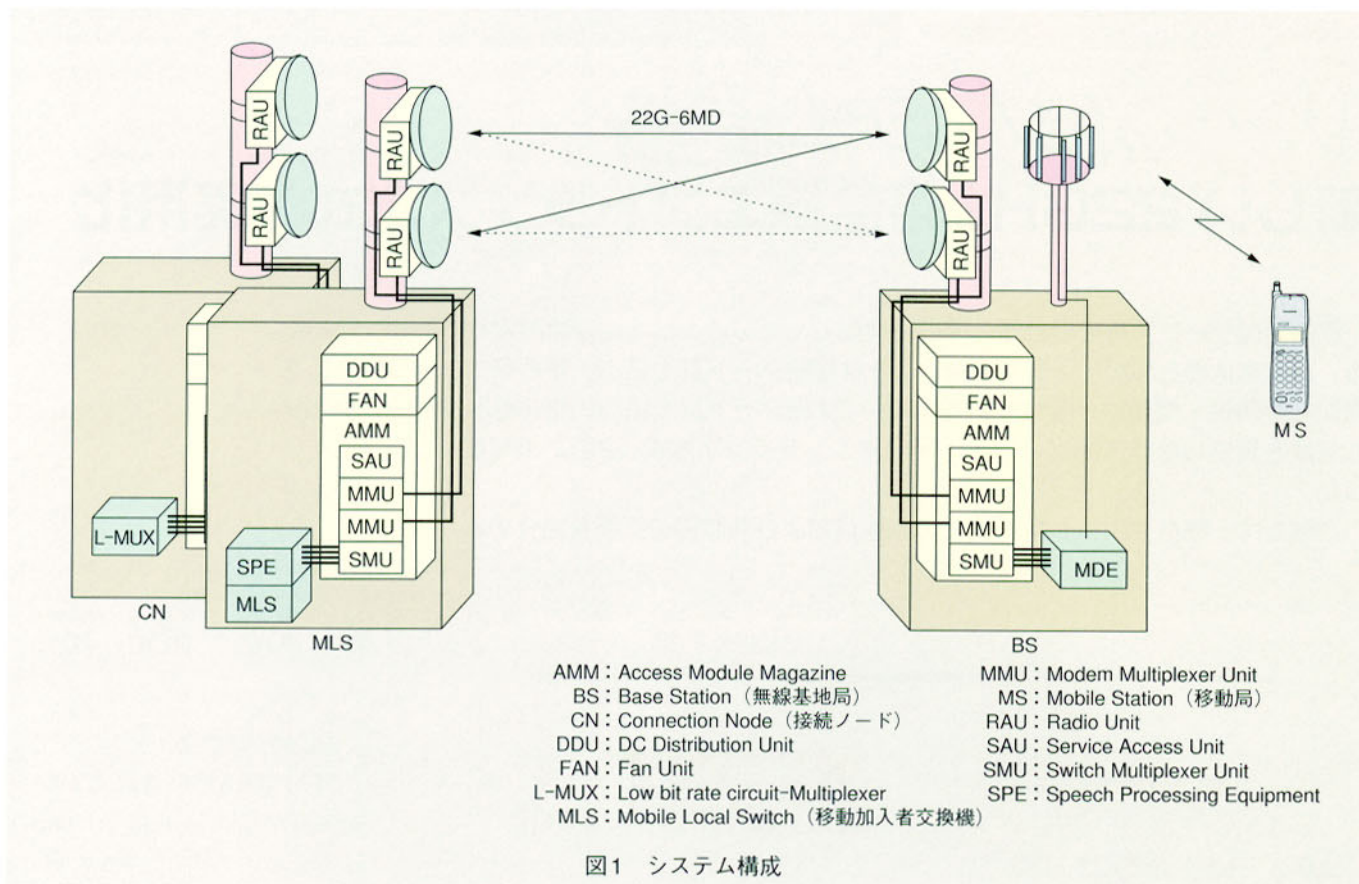 22G-6MD
RAU
RAU
RAU
RAU
RAU
RAU
DDU
FAN
AMM
SAU
MMU
MMU
SMU
L-MUX
SPE
MLS
CN
MLS
DDU
FAN
AMM
SAU
MMU
MMU
SMU
MDE
BS
MS
AMM：Access Module Magazine
BS：Base Station（無線基地局）
CN：Connection Node（接続ノード）
DDU：DC Distribution Unit
FAN：Fan Unit
L-MUX：Low bit rate circuit-Multiplexer
MLS：Mobile Local Switch（移動加入者交換機）
MMU：Modem Multiplexer Unit
MS：Mobile Station（移動局）
RAU：Radio Unit
SAU：Service Access Unit
SMU：Switch Multiplexer Unit
SPE：Speech Processing Equipment
図1　システム構成